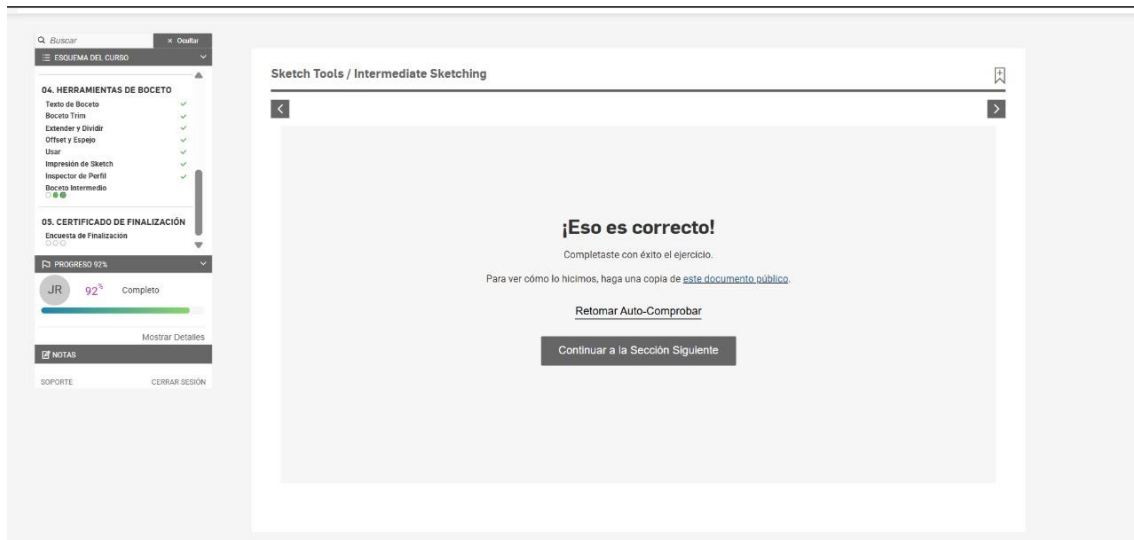 Buscar
× Ocultar
ESQUEMA DEL CURSO
04. HERRAMIENTAS DE BOCETO
Texto de Boceto
Boceto Trim
Extender y Dividir
Offset y Espejo
Usar
Impresión de Sketch
Inspector de Perfil
Boceto Intermedio
05. CERTIFICADO DE FINALIZACIÓN
Encuesta de Finalización
PROGRESO 92%
JR 92% Completo
Mostrar Detalles
NOTAS
SOPORTE CERRAR SESIÓN
Sketch Tools / Intermediate Sketching
¡Eso es correcto!
Completaste con éxito el ejercicio.
Para ver cómo lo hicimos, haga una copia de este documento público.
Retomar Auto-Comprobar
Continuar a la Sección Siguiente